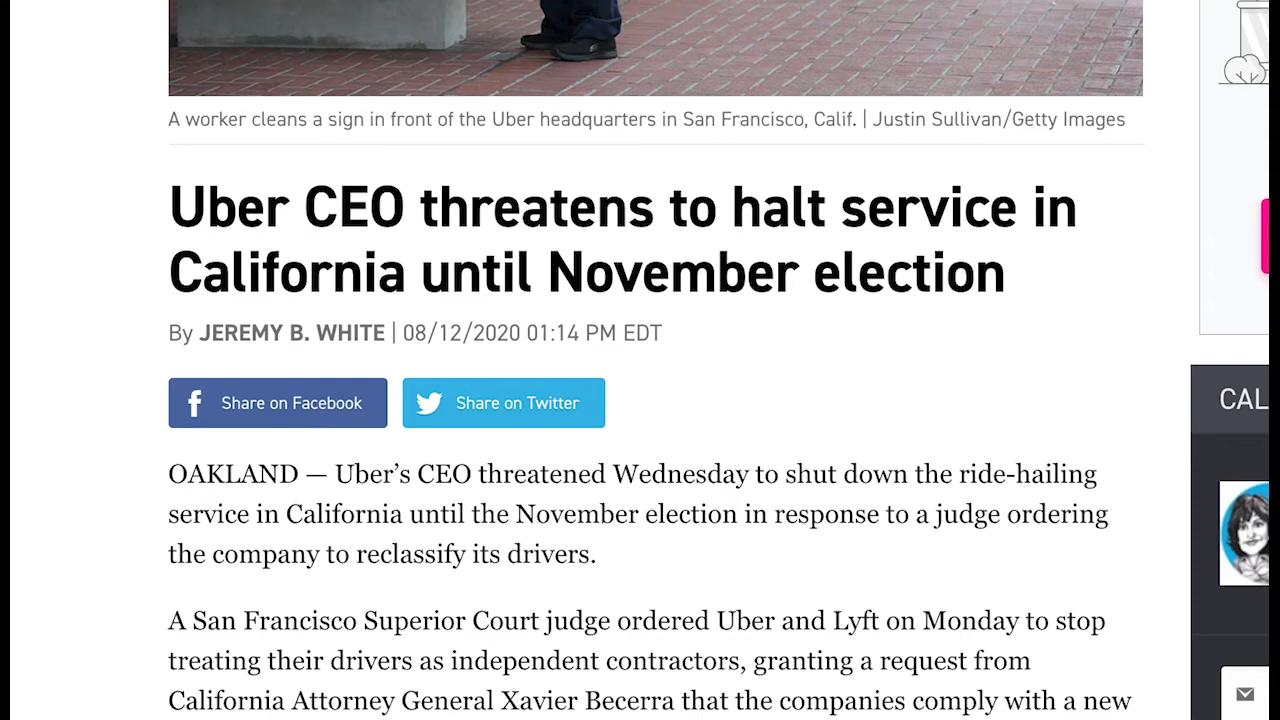 A worker cleans a sign in front of the Uber headquarters in San Francisco, Calif. | Justin Sullivan/Getty Images
Uber CEO threatens to halt service in
California until November election
By JEREMY B. WHITE | 08/12/2020 01:14 PM EDT
Share on Facebook
Share on Twitter
CAL
OAKLAND — Uber’s CEO threatened Wednesday to shut down the ride-hailing
service in California until the November election in response to a judge ordering
the company to reclassify its drivers.
A San Francisco Superior Court judge ordered Uber and Lyft on Monday to stop
treating their drivers as independent contractors, granting a request from
California Attorney General Xavier Becerra that the companies comply with a new